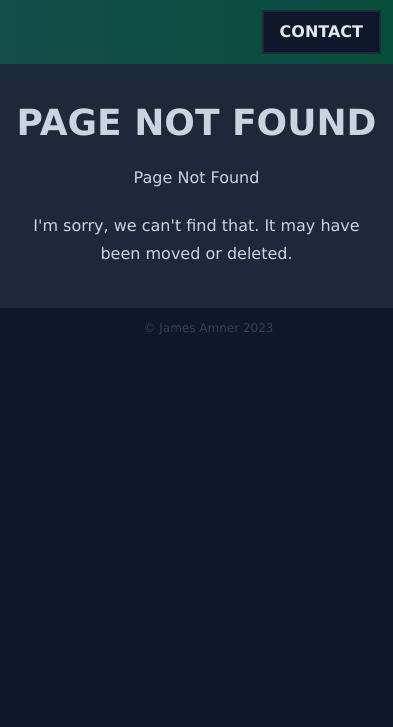 CONTACT
PAGE NOT FOUND
Page Not Found
I'm sorry, we can't find that. It may have
been moved or deleted.
© James Amner 2023